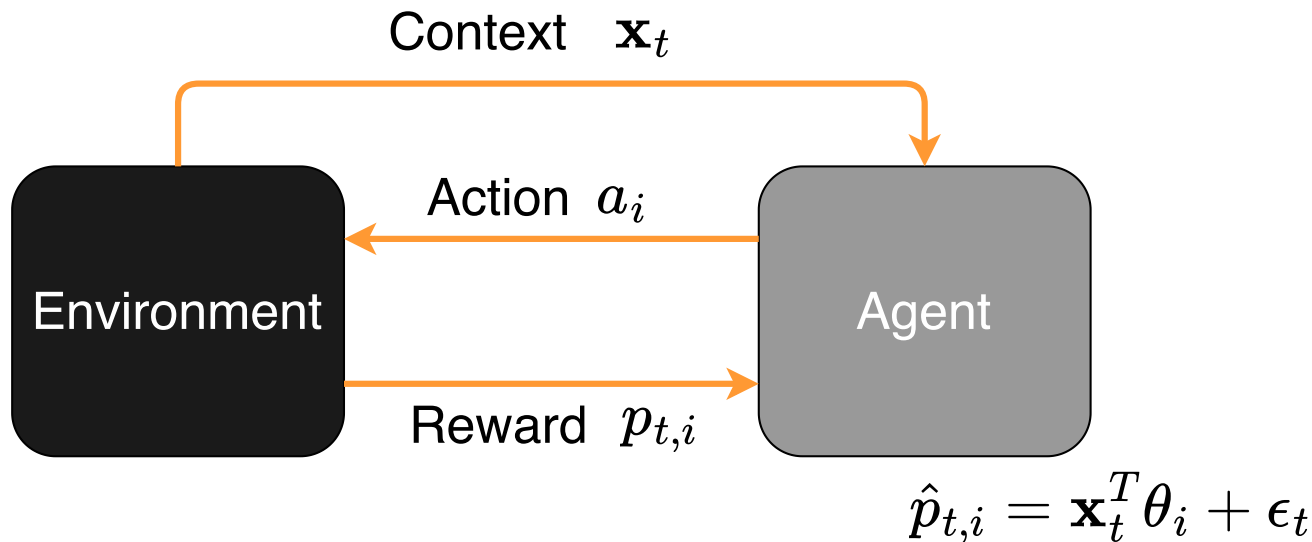 Context $\mathbf{x}_t$
Action $a_i$
Environment
Agent
Reward $p_{t,i}$
$\hat{p}_{t,i} = \mathbf{x}_t^T \theta_i + \epsilon_t$